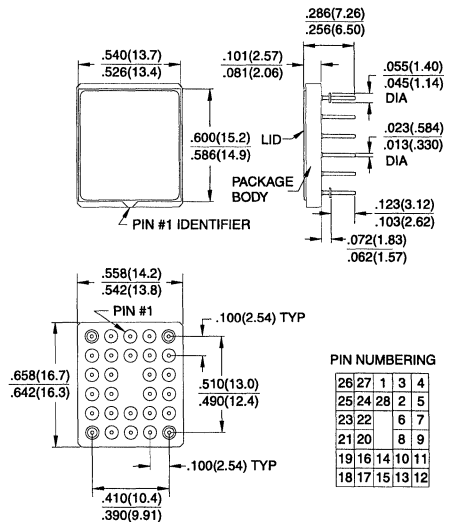 .286(7.26)
.256(6.50)
.540(13.7)
.526(13.4)
.101(2.57)
.081(2.06)
.055(1.40)
.045(1.14)
DIA
.600(15.2)
.586(14.9)
LID
.023(.584)
.013(.330)
DIA
PACKAGE
BODY
PIN #1 IDENTIFIER
.123(3.12)
.103(2.62)
.072(1.83)
.062(1.57)
.558(14.2)
.542(13.8)
PIN #1
.100(2.54) TYP
.658(16.7)
.642(16.3)
.510(13.0)
.490(12.4)
.100(2.54) TYP
.410(10.4)
.390(9.91)
PIN NUMBERING
26 27 1 3 4
25 24 28 2 5
23 22 6 7
21 20 8 9
19 16 14 10 11
18 17 15 13 12